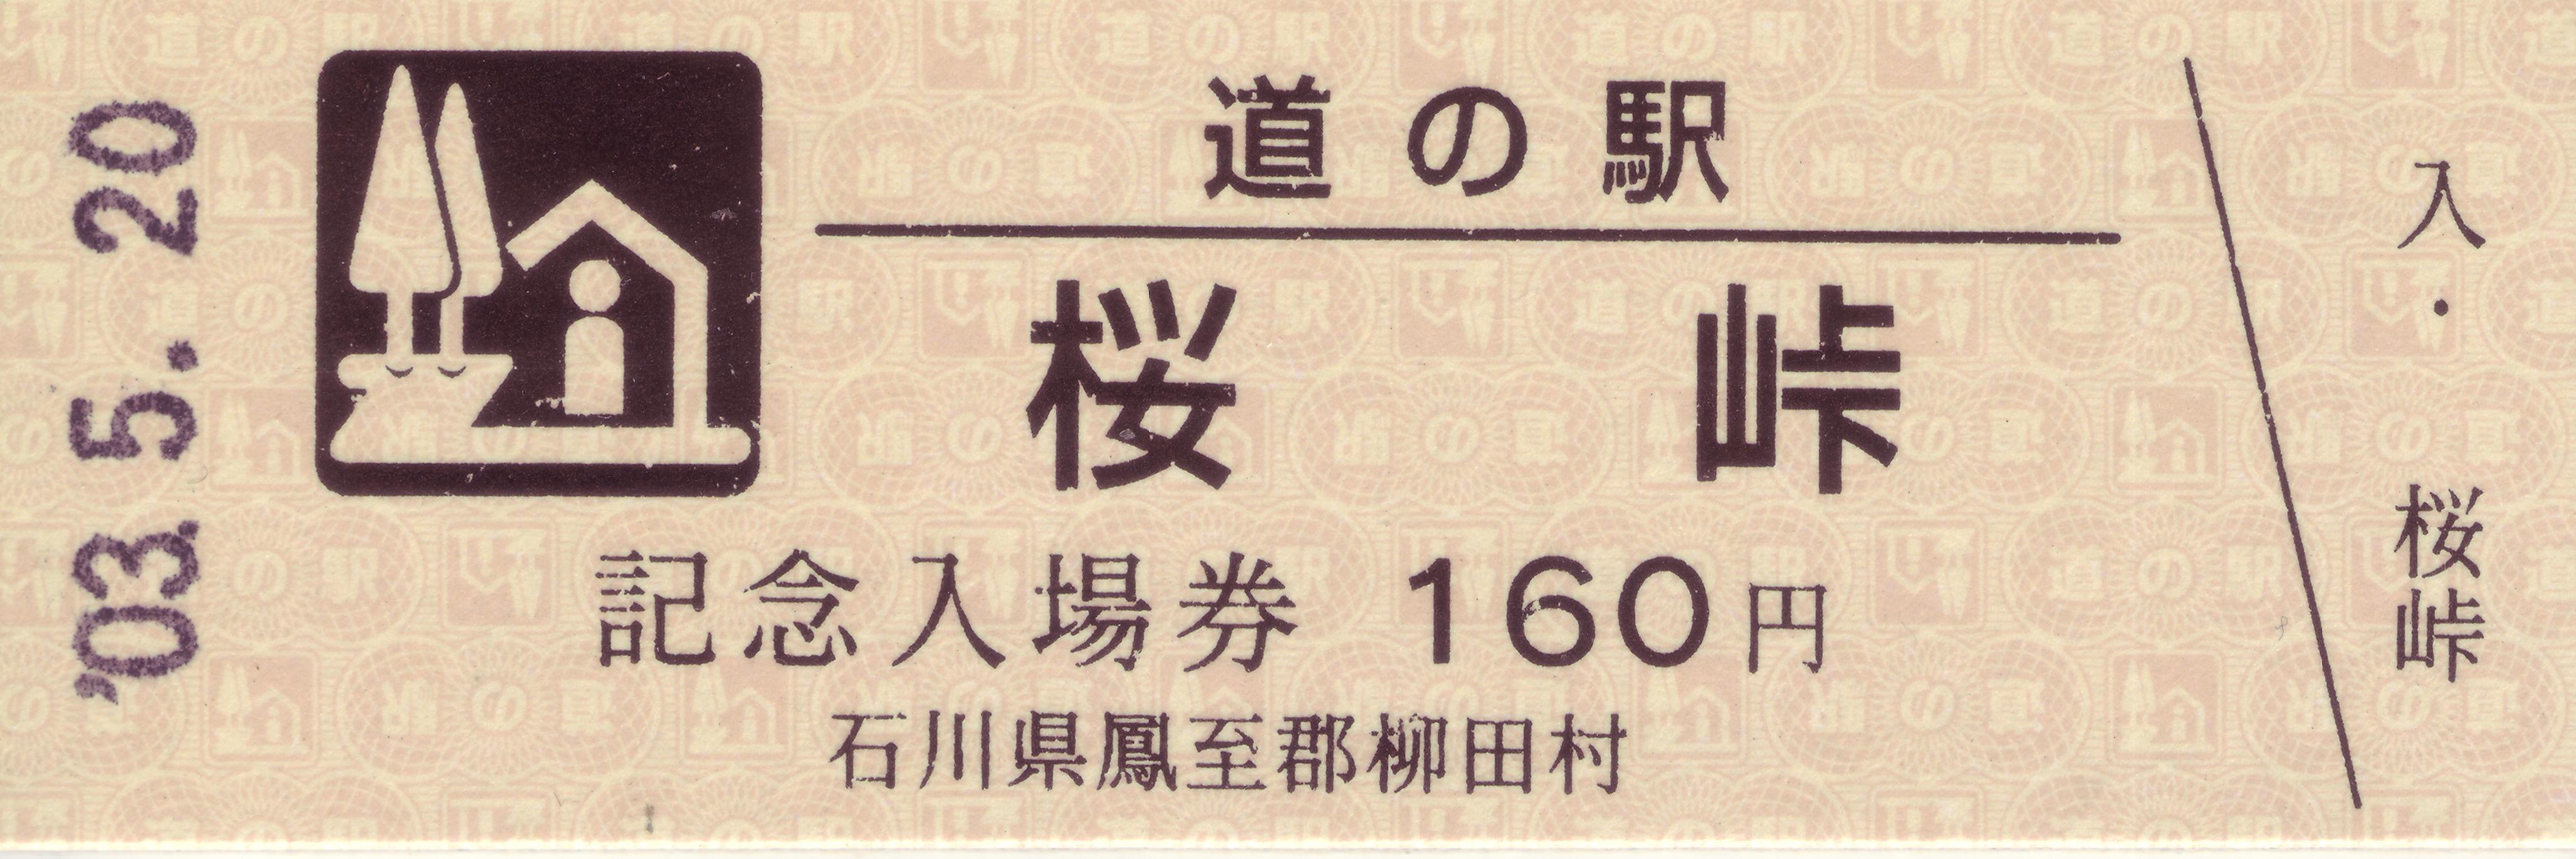 '03.5.20
道の駅
桜峠
記念入場券 160円
石川県鳳至郡柳田村
入・桜峠